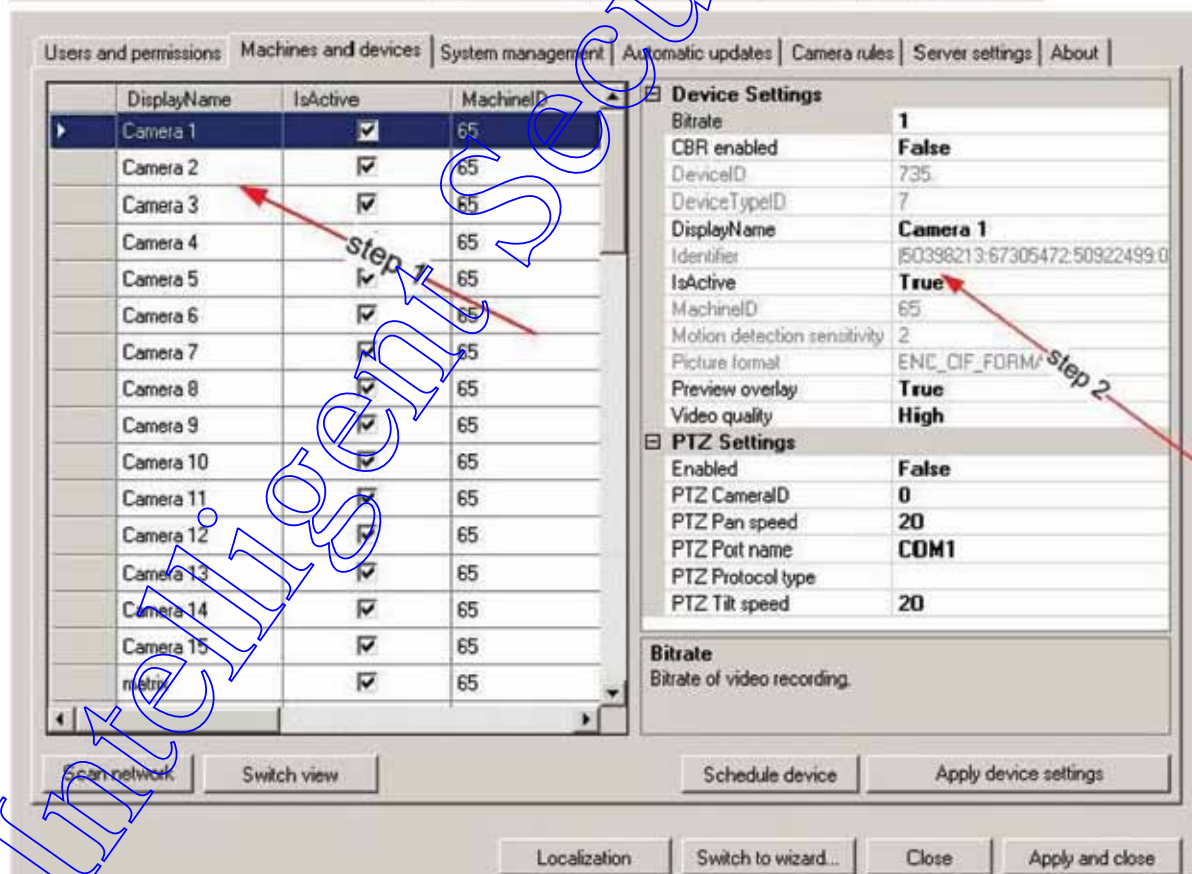 Users and permissions Machines and devices System management Automatic updates Camera rules Server settings About
DisplayName IsActive MachineID
Camera 1 65
Camera 2 65
Camera 3 65
Camera 4 65
Camera 5 65
Camera 6 65
Camera 7 65
Camera 8 65
Camera 9 65
Camera 10 65
Camera 11 65
Camera 12 65
Camera 13 65
Camera 14 65
Camera 15 65
metrix 65
step 1
Device Settings
Bitrate 1
CBR enabled False
DeviceID 735
DeviceTypeID 7
DisplayName Camera 1
Identifier |50398213:67305472:50922499:0
IsActive True
MachineID 65
Motion detection sensitivity 2
Picture format ENC_CIF_FORMA
Preview overlay True
Video quality High
step 2
PTZ Settings
Enabled False
PTZ CameraID 0
PTZ Pan speed 20
PTZ Port name COM1
PTZ Protocol type
PTZ Tilt speed 20
Bitrate
Bitrate of video recording.
Scan network Switch view Schedule device Apply device settings
Localization Switch to wizard... Close Apply and close
Intelligent Secu